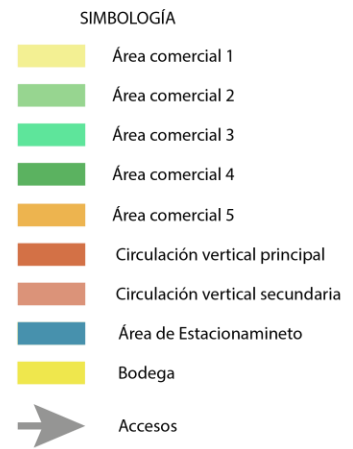 SIMBOLOGÍA
Área comercial 1
Área comercial 2
Área comercial 3
Área comercial 4
Área comercial 5
Circulación vertical principal
Circulación vertical secundaria
Área de Estacionamineto
Bodega
Accesos